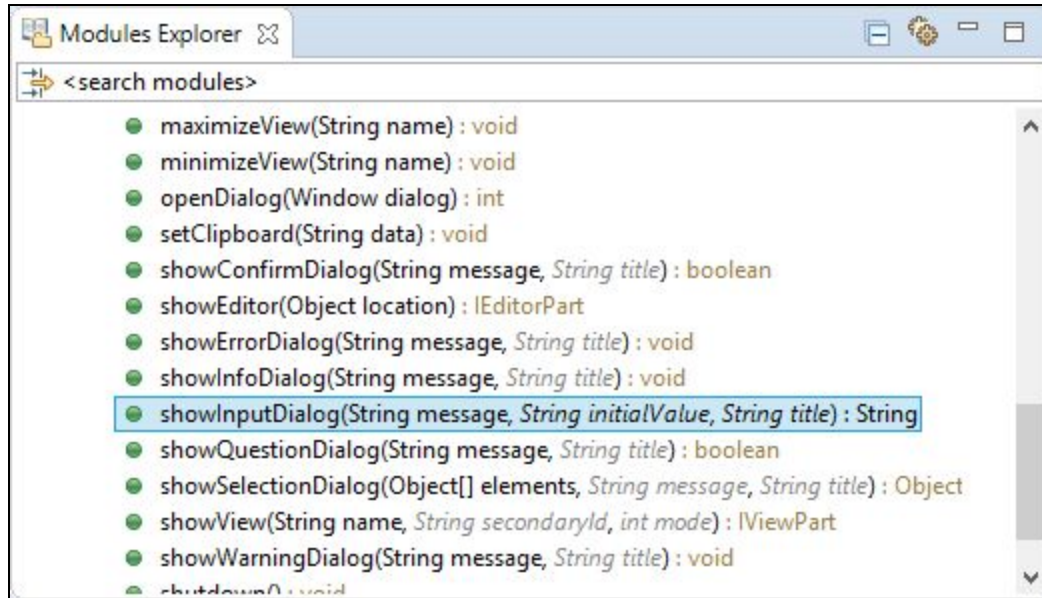 Modules Explorer
<search modules>
maximizeView(String name) : void
minimizeView(String name) : void
openDialog(Window dialog) : int
setClipboard(String data) : void
showConfirmDialog(String message, String title) : boolean
showEditor(Object location) : IEditorPart
showErrorDialog(String message, String title) : void
showInfoDialog(String message, String title) : void
showInputDialog(String message, String initialValue, String title) : String
showQuestionDialog(String message, String title) : boolean
showSelectionDialog(Object[] elements, String message, String title) : Object
showView(String name, String secondaryId, int mode) : IViewPart
showWarningDialog(String message, String title) : void
shutdown() : void